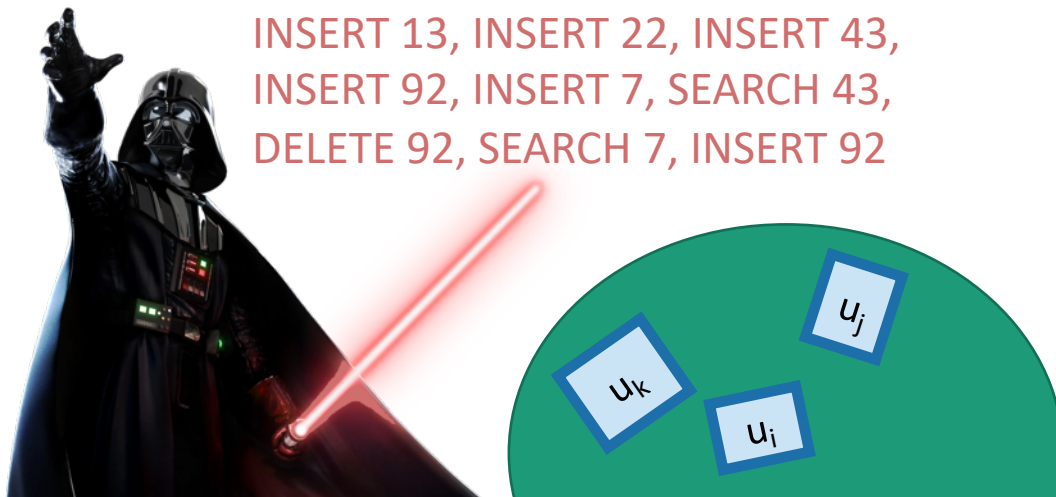 INSERT 13, INSERT 22, INSERT 43,
INSERT 92, INSERT 7, SEARCH 43,
DELETE 92, SEARCH 7, INSERT 92
uj
uk
ui